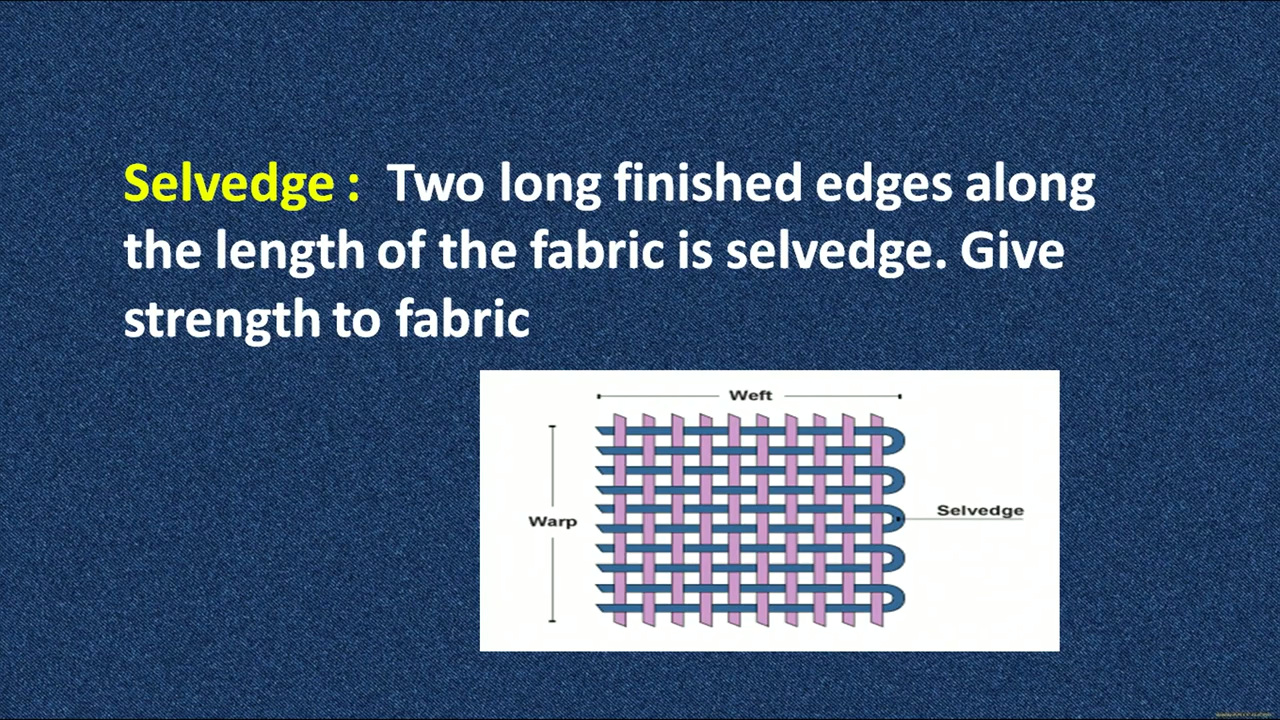 Selvedge :  Two long finished edges along
the length of the fabric is selvedge. Give
strength to fabric
Weft
Warp
Selvedge